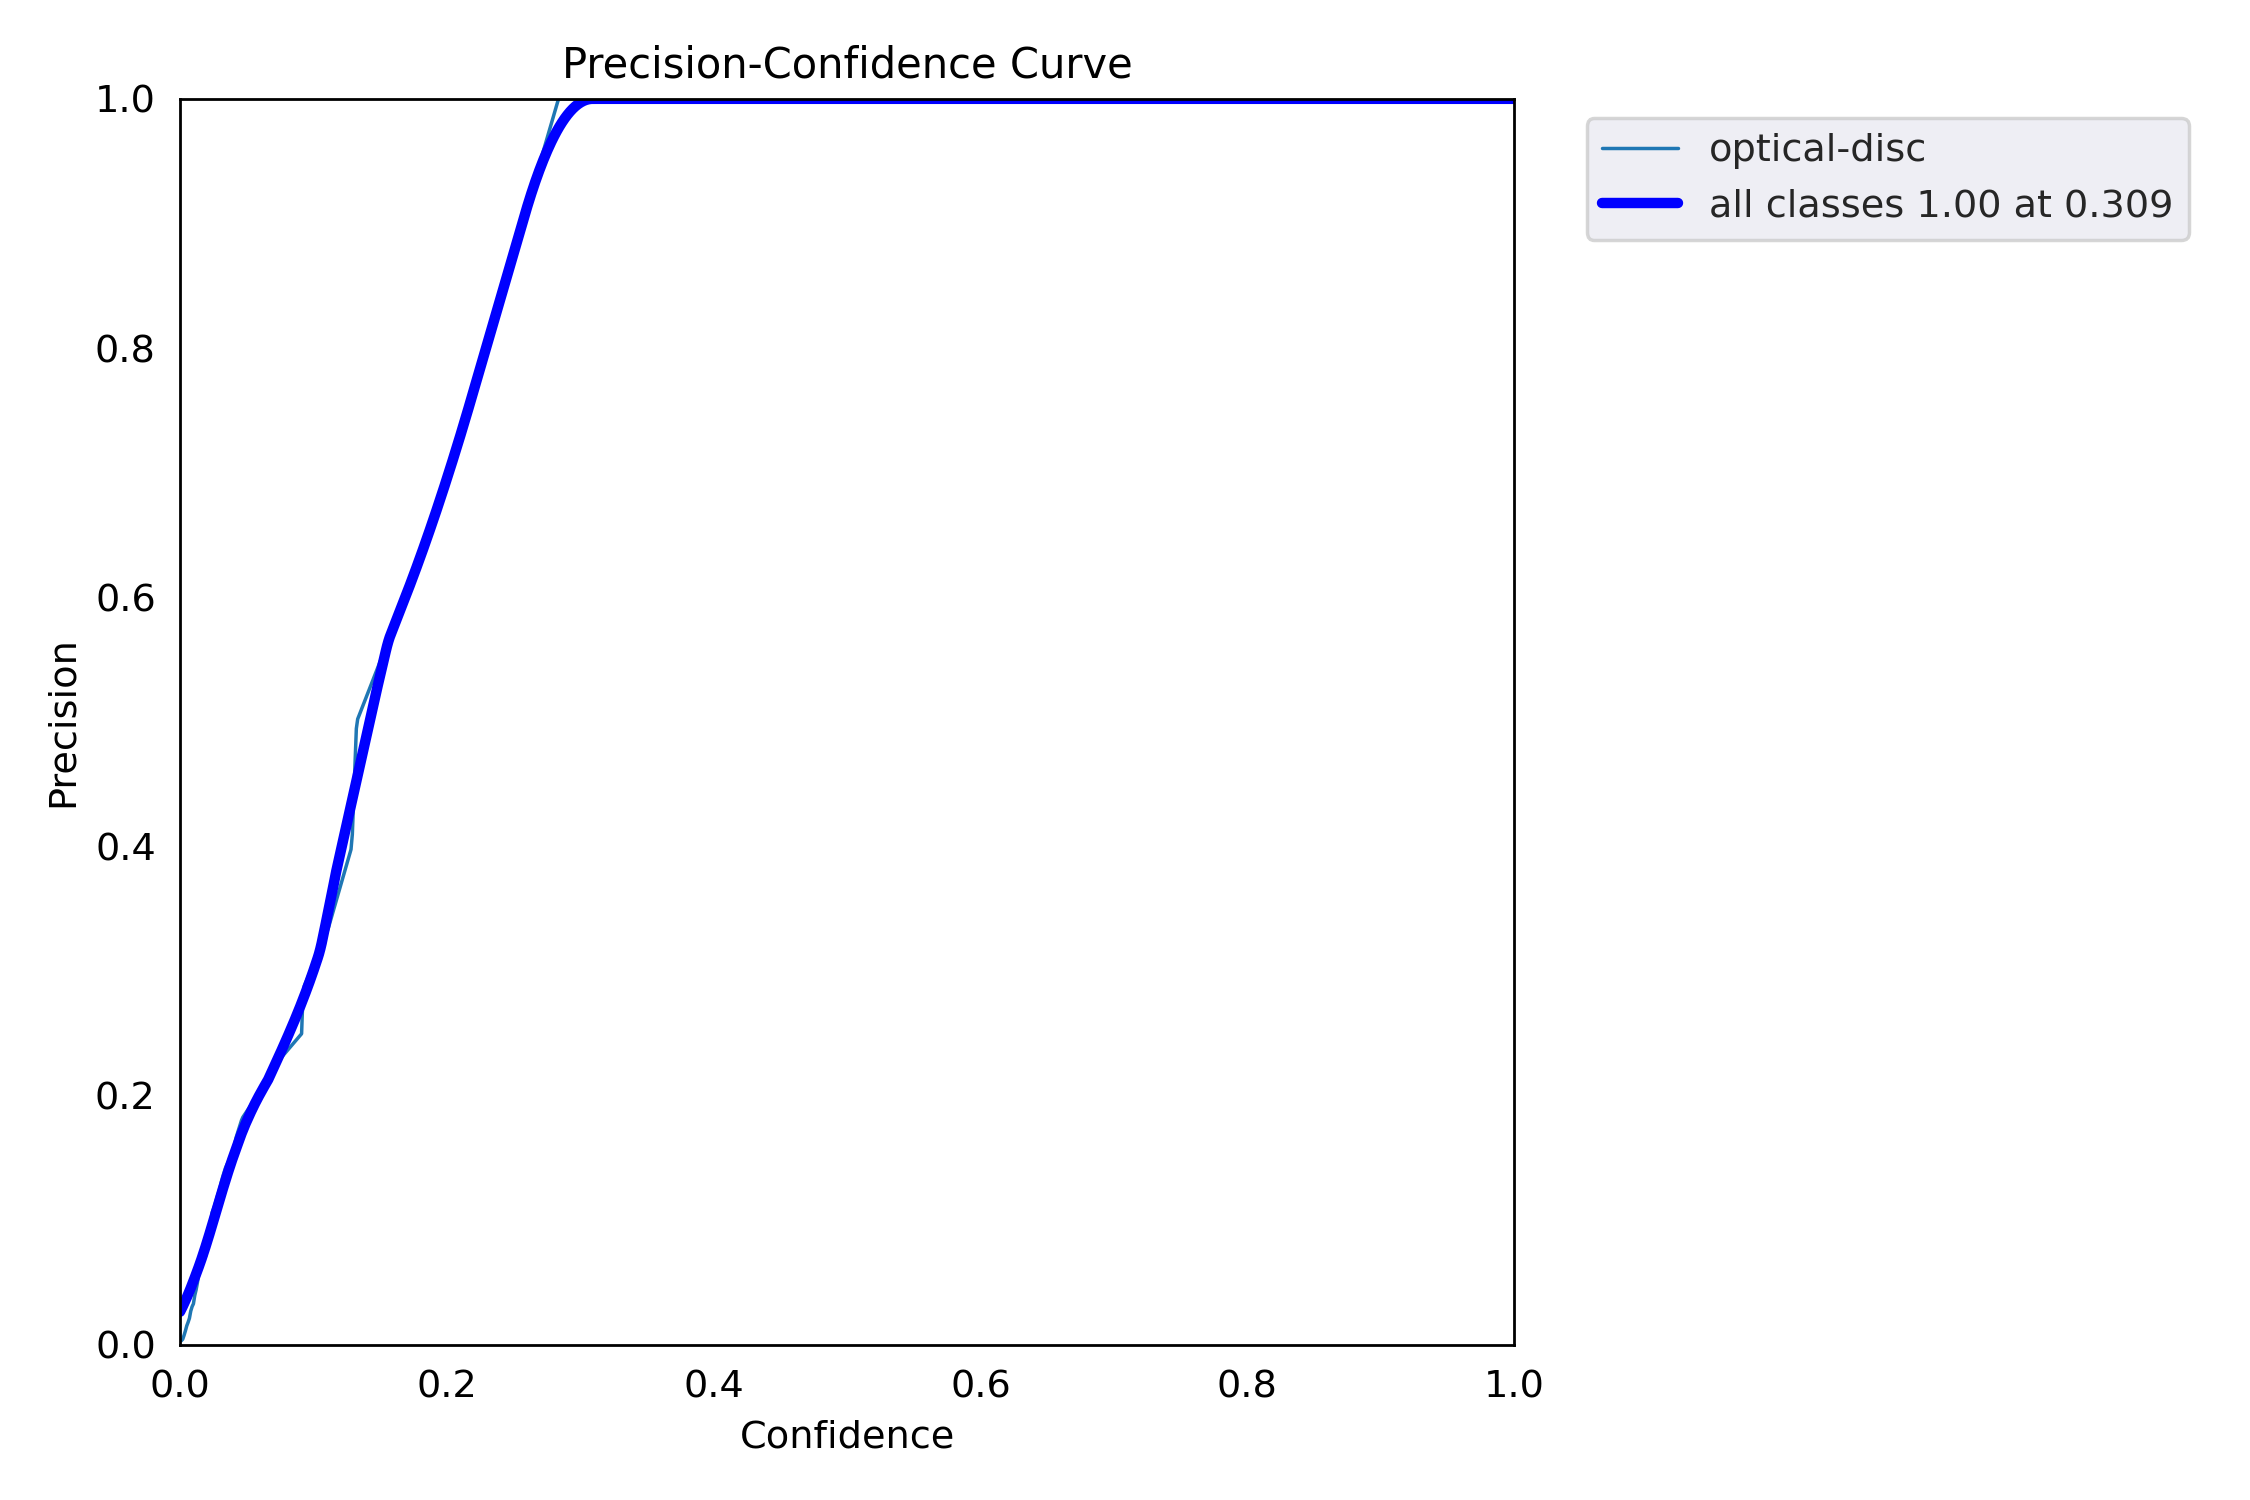 Precision-Confidence Curve
optical-disc
all classes 1.00 at 0.309
1.0
0.8
0.6
0.4
0.2
0.0
Precision
0.0 0.2 0.4 0.6 0.8 1.0
Confidence